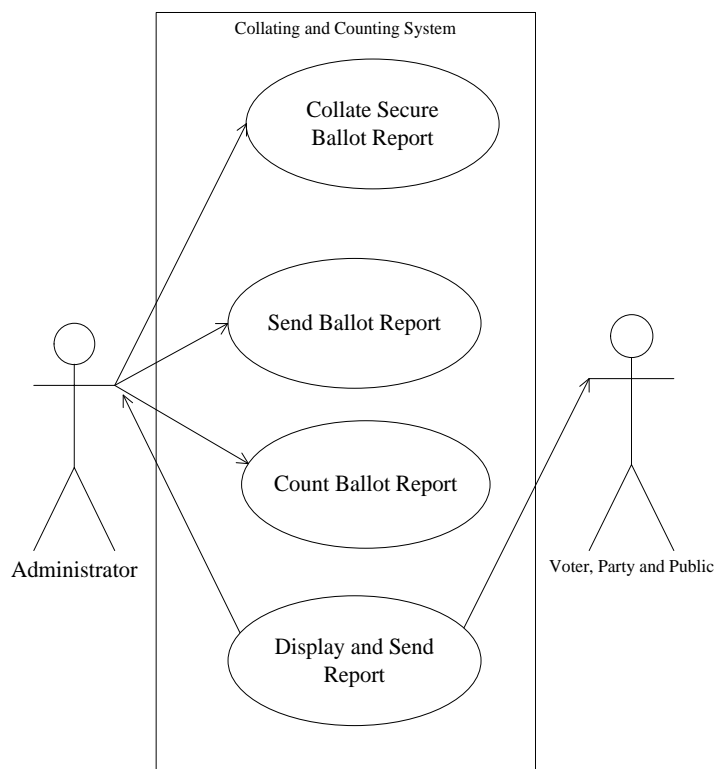 Collating and Counting System
Collate Secure
Ballot Report
Send Ballot Report
Count Ballot Report
Administrator
Voter, Party and Public
Display and Send
Report